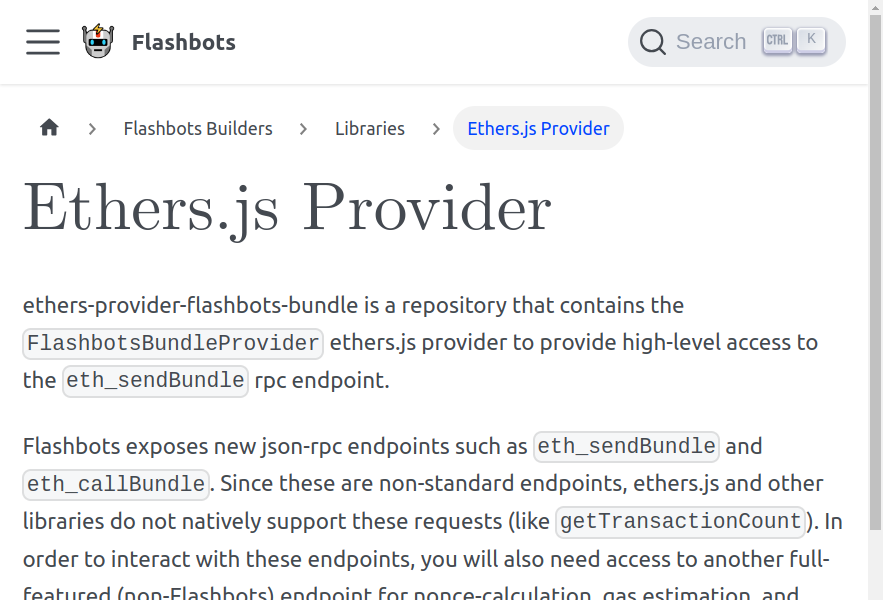 Flashbots
Search CTRL K
Flashbots Builders > Libraries > Ethers.js Provider
Ethers.js Provider
ethers-provider-flashbots-bundle is a repository that contains the
FlashbotsBundleProvider ethers.js provider to provide high-level access to
the eth_sendBundle rpc endpoint.
Flashbots exposes new json-rpc endpoints such as eth_sendBundle and
eth_callBundle. Since these are non-standard endpoints, ethers.js and other
libraries do not natively support these requests (like getTransactionCount). In
order to interact with these endpoints, you will also need access to another full-
featured (non-Flashbots) endpoint for nonce-calculation, gas estimation, and